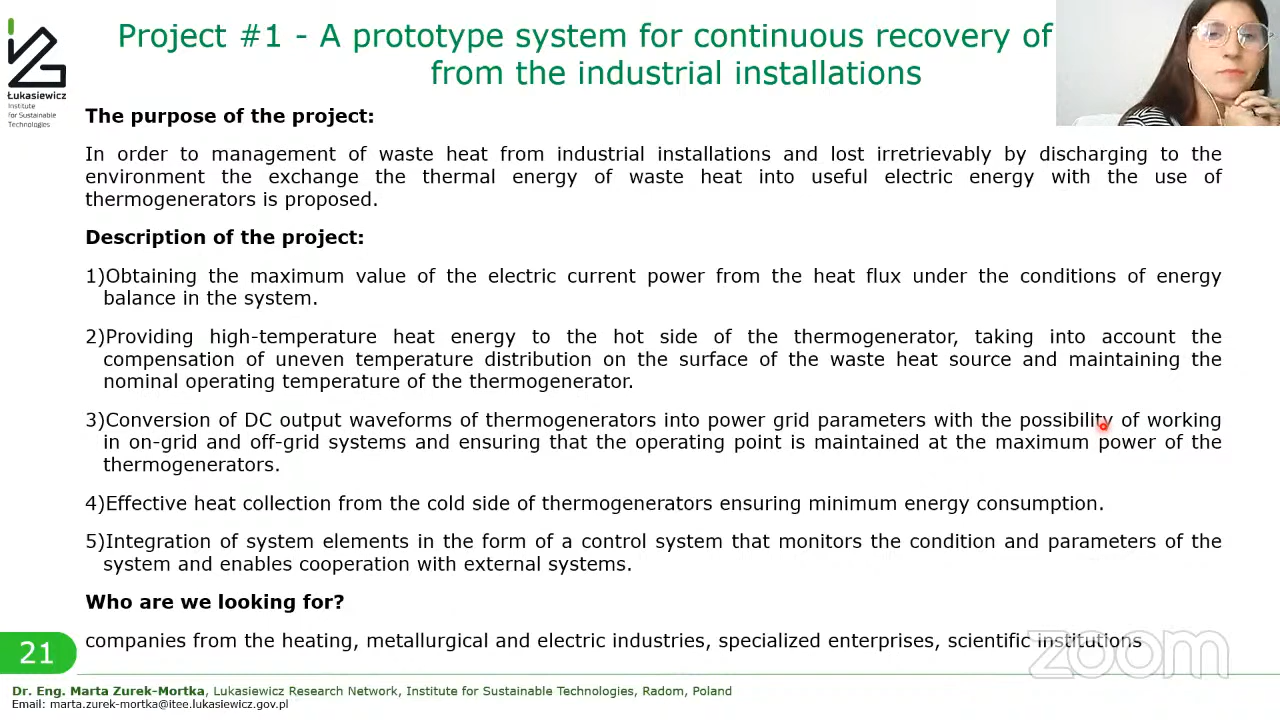 Project #1 - A prototype system for continuous recovery of
from the industrial installations
Łukasiewicz
Institute
for Sustainable
Technologies
The purpose of the project:
In order to management of waste heat from industrial installations and lost irretrievably by discharging to the
environment the exchange the thermal energy of waste heat into useful electric energy with the use of
thermogenerators is proposed.
Description of the project:
1)Obtaining the maximum value of the electric current power from the heat flux under the conditions of energy
balance in the system.
2)Providing high-temperature heat energy to the hot side of the thermogenerator, taking into account the
compensation of uneven temperature distribution on the surface of the waste heat source and maintaining the
nominal operating temperature of the thermogenerator.
3)Conversion of DC output waveforms of thermogenerators into power grid parameters with the possibility of working
in on-grid and off-grid systems and ensuring that the operating point is maintained at the maximum power of the
thermogenerators.
4)Effective heat collection from the cold side of thermogenerators ensuring minimum energy consumption.
5)Integration of system elements in the form of a control system that monitors the condition and parameters of the
system and enables cooperation with external systems.
Who are we looking for?
companies from the heating, metallurgical and electric industries, specialized enterprises, scientific institutions
21
zoom
Dr. Eng. Marta Zurek-Mortka, Lukasiewicz Research Network, Institute for Sustainable Technologies, Radom, Poland
Email: marta.zurek-mortka@itee.lukasiewicz.gov.pl